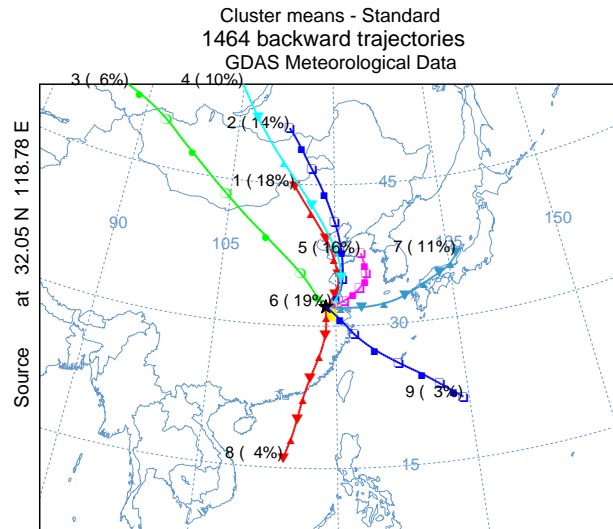 Cluster means - Standard
1464 backward trajectories
GDAS Meteorological Data
Source at 32.05 N 118.78 E
3 ( 6%)
4 ( 10%)
2 ( 14%)
1 ( 18%)
45
150
90
105
5 ( 16%)
7 ( 11%)
135
6 ( 19%)
30
9 ( 3%)
8 ( 4%)
15